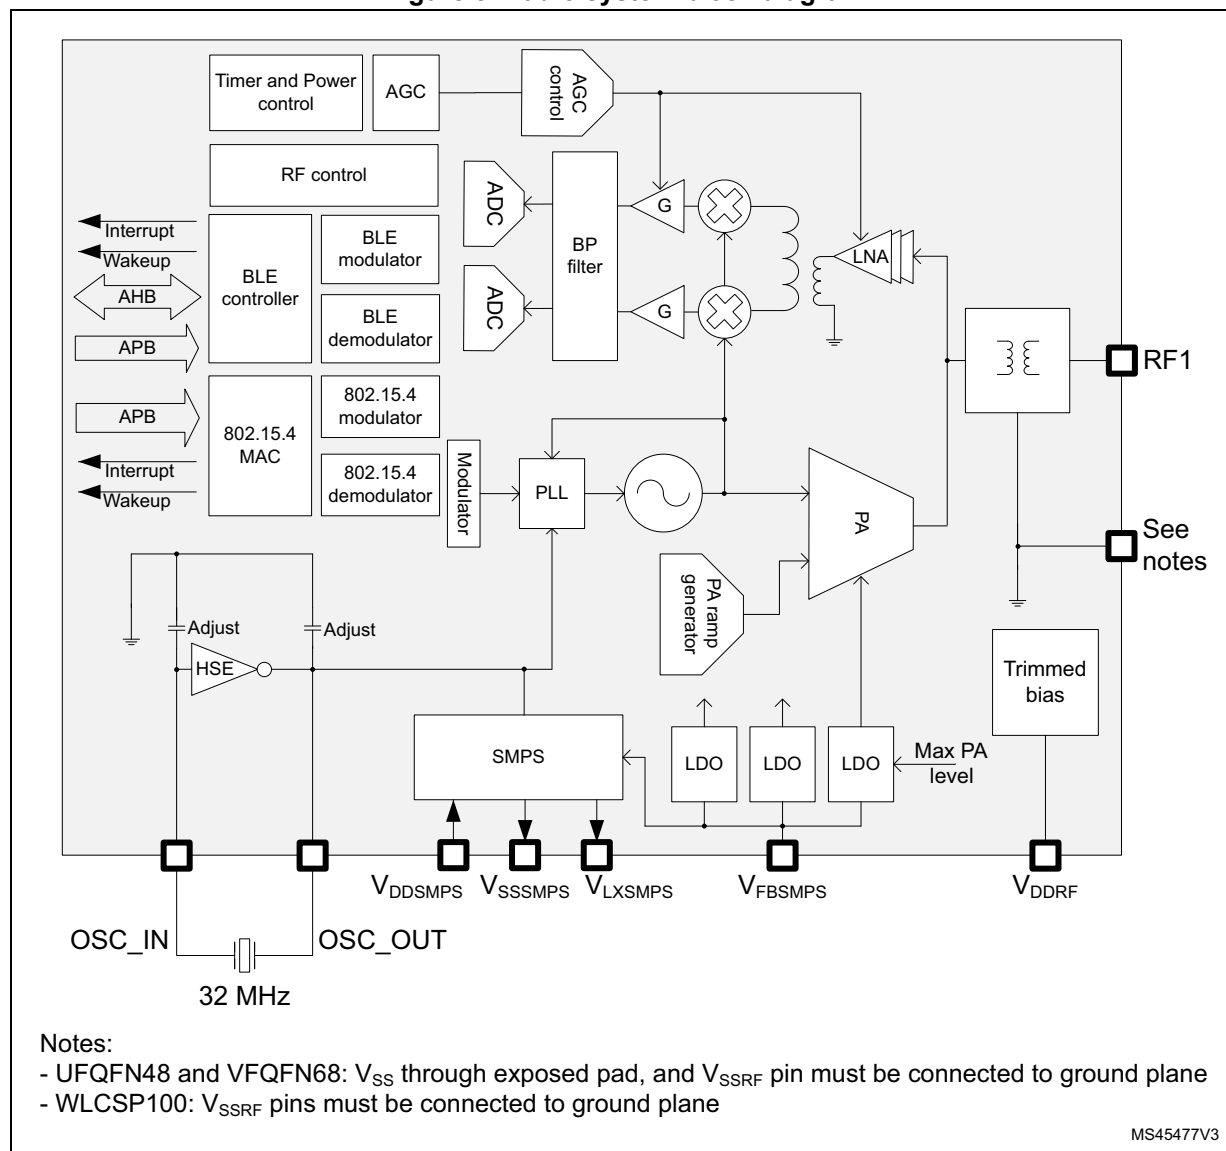 Timer and Power
control
AGC
AGC
control
RF control
ADC
BP
filter
G
LNA
Interrupt
Wakeup
AHB
APB
BLE
controller
BLE
modulator
BLE
demodulator
ADC
G
RF1
APB
Interrupt
Wakeup
802.15.4
MAC
802.15.4
modulator
802.15.4
demodulator
Modulator
PLL
PA
See
notes
PA ramp
generator
Adjust
Adjust
HSE
Trimmed
bias
SMPS
LDO
LDO
LDO
Max PA
level
VDDSMPS
VSSSMPS
VLXSMPS
VFBSMPS
VDDRF
OSC_IN
OSC_OUT
32 MHz
Notes:
- UFQFN48 and VFQFN68: VSS through exposed pad, and VSSRF pin must be connected to ground plane
- WLCSP100: VSSRF pins must be connected to ground plane
MS45477V3